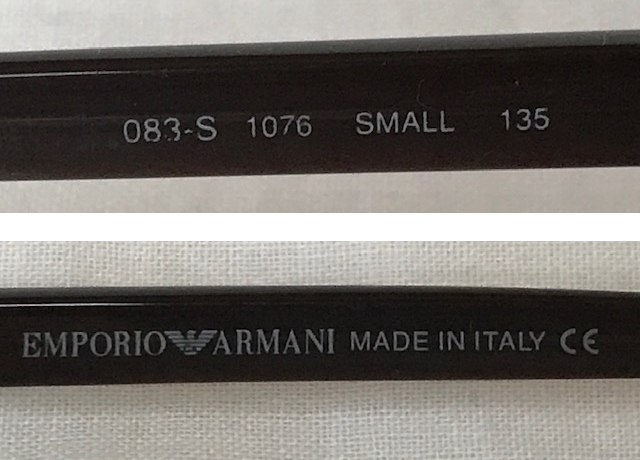 083-S 1076 SMALL 135
EMPORIO ARMANI MADE IN ITALY CE